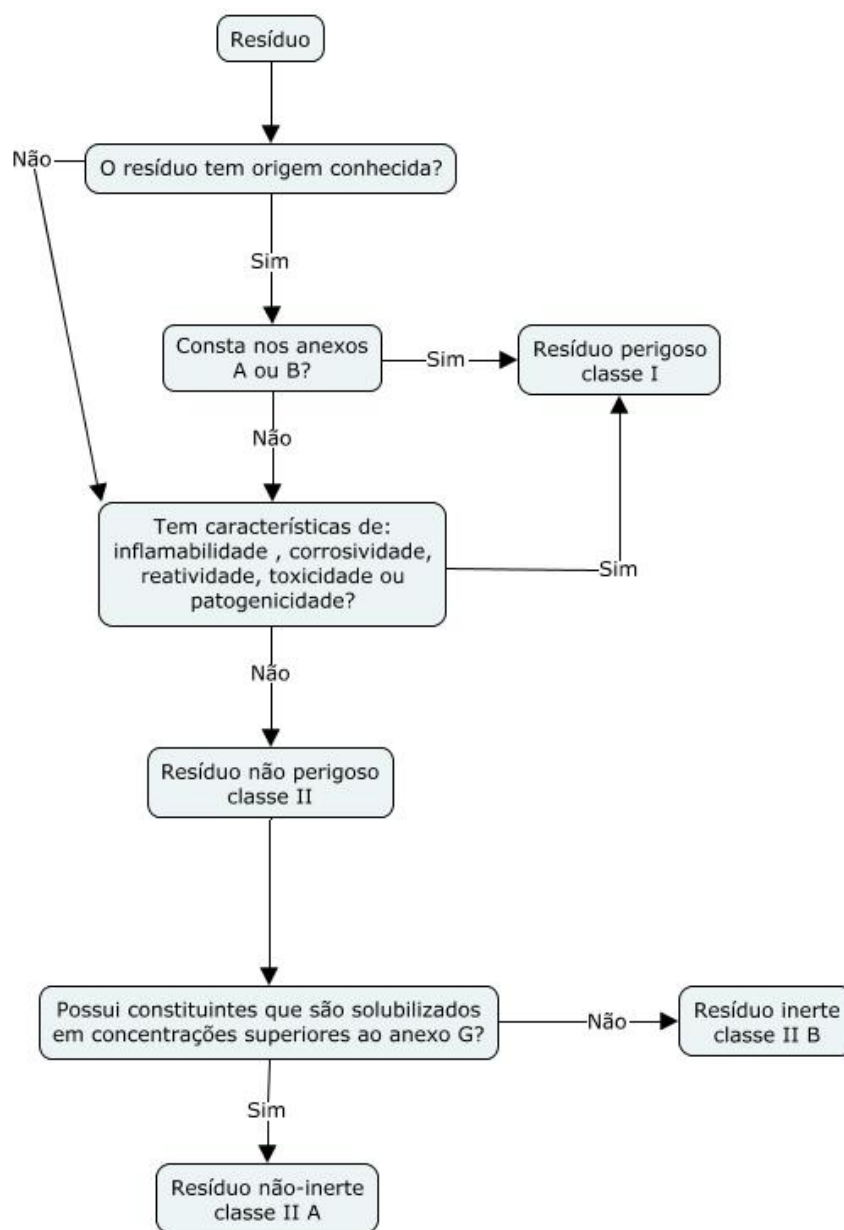 Resíduo
Não
O resíduo tem origem conhecida?
Sim
Consta nos anexos
A ou B?
Sim
Resíduo perigoso
classe I
Não
Tem características de:
inflamabilidade , corrosividade,
reatividade, toxicidade ou
patogenicidade?
Sim
Não
Resíduo não perigoso
classe II
Possui constituintes que são solubilizados
em concentrações superiores ao anexo G?
Não
Resíduo inerte
classe II B
Sim
Resíduo não-inerte
classe II A